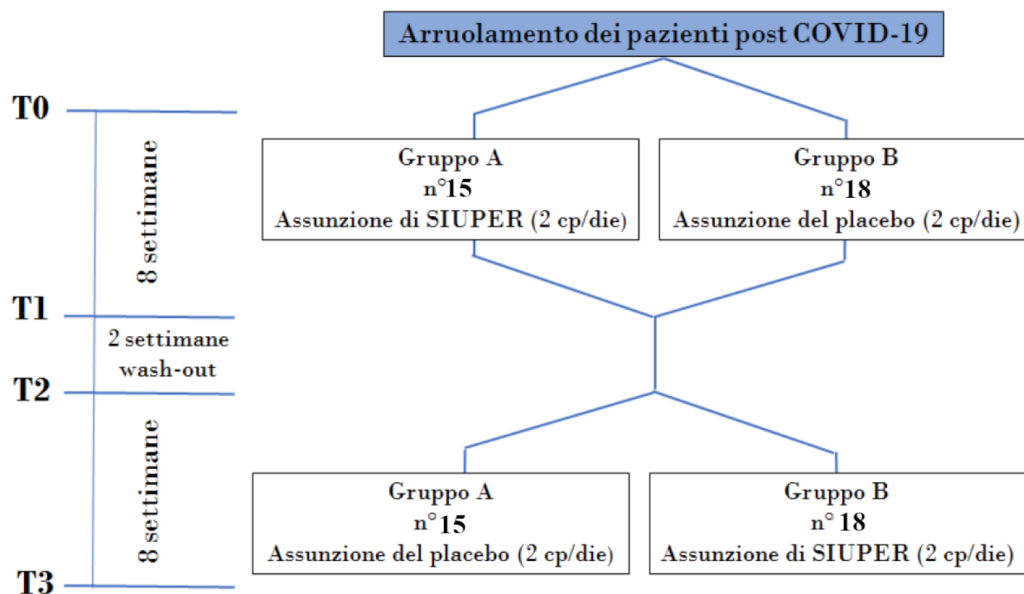 Arruolamento dei pazienti post COVID-19
T0
8 settimane
Gruppo A
n°15
Assunzione di SIUPER (2 cp/die)
Gruppo B
n°18
Assunzione del placebo (2 cp/die)
T1
2 settimane
wash-out
T2
8 settimane
Gruppo A
n°15
Assunzione del placebo (2 cp/die)
Gruppo B
n° 18
Assunzione di SIUPER (2 cp/die)
T3